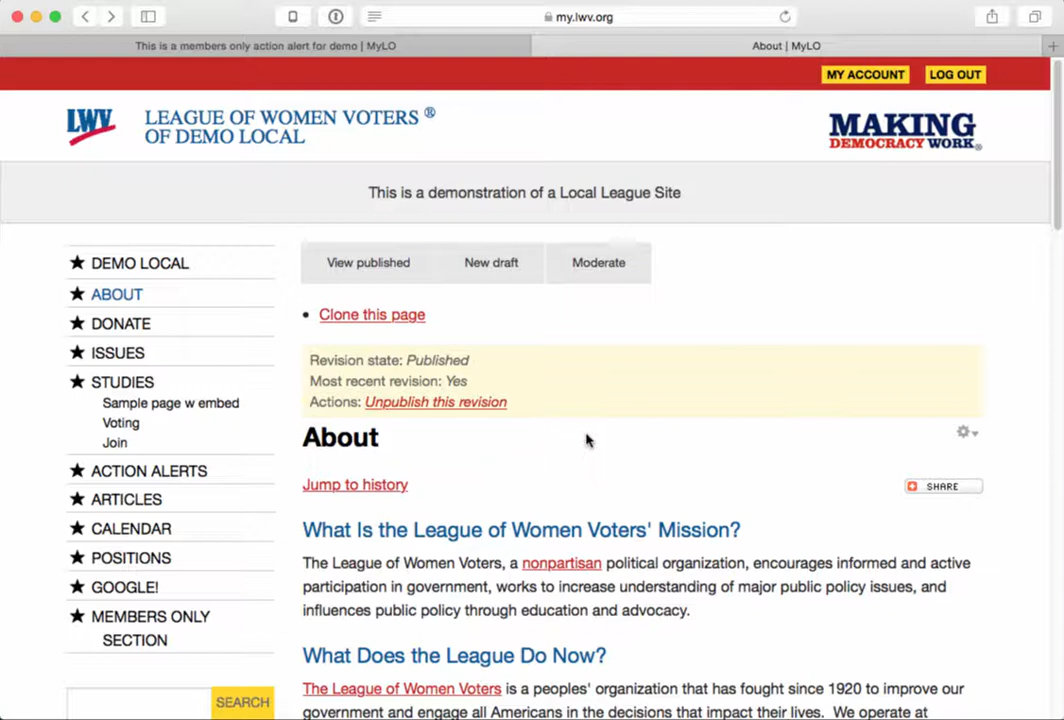 my.lwv.org
This is a members only action alert for demo | MyLO
About | MyLO
MY ACCOUNT
LOG OUT
LWV
LEAGUE OF WOMEN VOTERS ®
OF DEMO LOCAL
MAKING
DEMOCRACY WORK®
This is a demonstration of a Local League Site
★ DEMO LOCAL
★ ABOUT
★ DONATE
★ ISSUES
★ STUDIES
Sample page w embed
Voting
Join
★ ACTION ALERTS
★ ARTICLES
★ CALENDAR
★ POSITIONS
★ GOOGLE!
★ MEMBERS ONLY
SECTION
SEARCH
View published
New draft
Moderate
• Clone this page
Revision state: Published
Most recent revision: Yes
Actions: Unpublish this revision
About
Jump to history
SHARE
What Is the League of Women Voters' Mission?
The League of Women Voters, a nonpartisan political organization, encourages informed and active
participation in government, works to increase understanding of major public policy issues, and
influences public policy through education and advocacy.
What Does the League Do Now?
The League of Women Voters is a peoples' organization that has fought since 1920 to improve our
government and engage all Americans in the decisions that impact their lives. We operate at